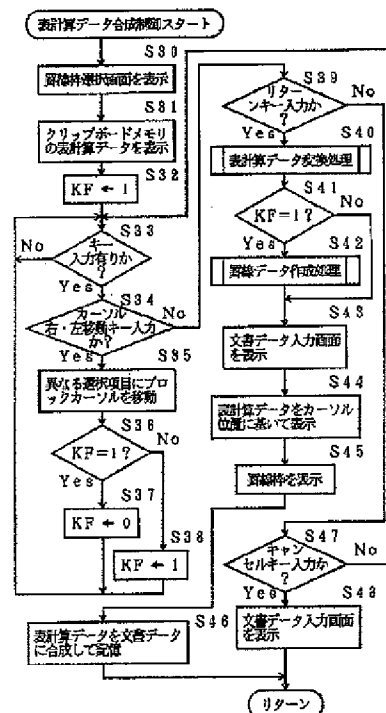 表計算データ合成制御スタート
S30
罫線枠選択画面を表示
S31
クリップボードメモリ
の表計算データを表示
S32
KF ← 1
S33
キー
入力有りか
?
No
Yes
S34
カーソル
右・左移動キー入力
か?
No
Yes
S35
異なる選択項目にブ
ロックカーソルを移動
S36
KF=1?
No
Yes
S37
KF ← 0
S38
KF ← 1
S39
リター
ンキー入力か
?
No
Yes
S40
表計算データ変換処理
S41
KF=1?
No
Yes
S42
罫線データ作成処理
S43
文書データ入力画面
を表示
S44
表計算データをカーソル
位置に基いて表示
S45
罫線枠を表示
S46
表計算データを文書データ
に合成して記憶
S47
キャン
セルキー入力か
?
No
Yes
S48
文書データ入力画面
を表示
リターン